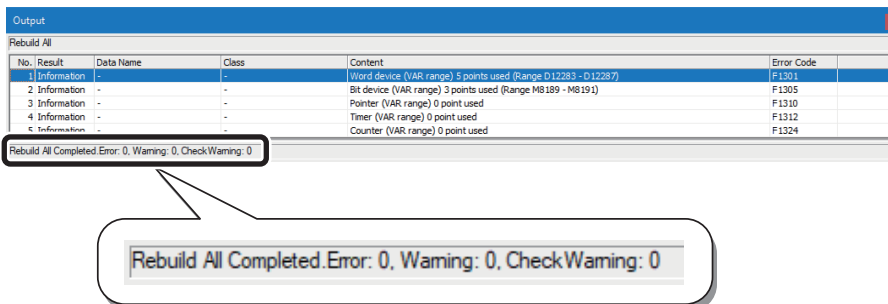 Output
Rebuild All
No. Result Data Name Class Content Error Code
1 Information - - Word device (VAR range) 5 points used (Range D12283 - D12287) F1301
2 Information - - Bit device (VAR range) 3 points used (Range M8189 - M8191) F1305
3 Information - - Pointer (VAR range) 0 point used F1310
4 Information - - Timer (VAR range) 0 point used F1312
5 Information - - Counter (VAR range) 0 point used F1324
Rebuild All Completed.Error: 0, Warning: 0, CheckWarning: 0
Rebuild All Completed.Error: 0, Warning: 0, CheckWarning: 0